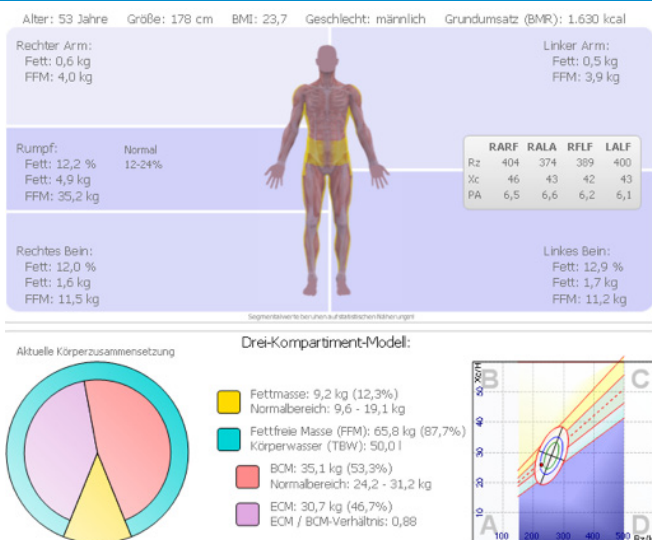 Alter: 53 Jahre Größe: 178 cm BMI: 23,7 Geschlecht: männlich Grundumsatz (BMR): 1.630 kcal
Rechter Arm:
Fett: 0,6 kg
FFM: 4,0 kg
Linker Arm:
Fett: 0,5 kg
FFM: 3,9 kg
Rumpf: Normal
Fett: 12,2 % 12-24%
Fett: 4,9 kg
FFM: 35,2 kg
RARF RALA RFLF LALF
Rz 404 374 389 400
Xc 46 43 42 43
PA 6,5 6,6 6,2 6,1
Rechtes Bein:
Fett: 12,0 %
Fett: 1,6 kg
FFM: 11,5 kg
Linkes Bein:
Fett: 12,9 %
Fett: 1,7 kg
FFM: 11,2 kg
Segmentalwerte beruhen auf statistischen Näherungen!
Drei-Kompartiment-Modell:
Aktuelle Körperzusammensetzung
Fettmasse: 9,2 kg (12,3%)
Normalbereich: 9,6 - 19,1 kg
Fettfreie Masse (FFM): 65,8 kg (87,7%)
Körperwasser (TBW): 50,0 l
BCM: 35,1 kg (53,3%)
Normalbereich: 24,2 - 31,2 kg
ECM: 30,7 kg (46,7%)
ECM / BCM-Verhältnis: 0,88
Xc/H
B C
50
40
30
20
10
A D
100 200 300 400 500